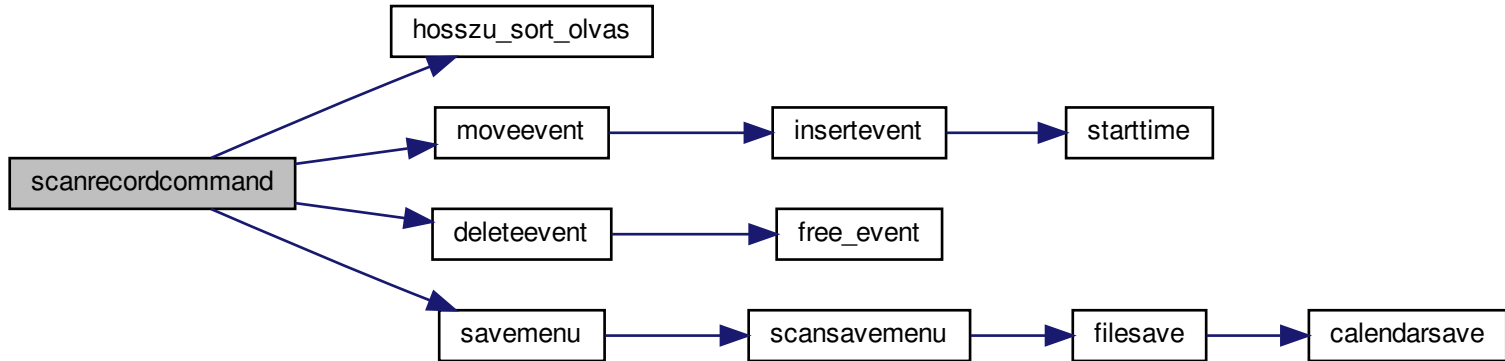 hosszu_sort_olvas
moveevent
insertevent
starttime
scanrecordcommand
deleteevent
free_event
savemenu
scansavemenu
filesave
calendarsave